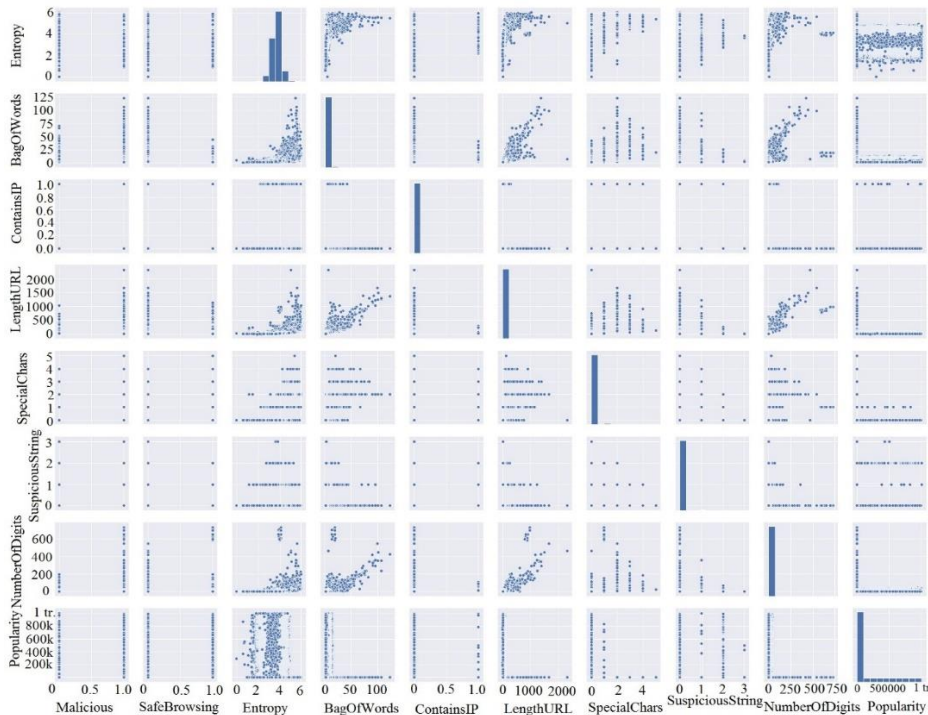 Entropy
6
4
2
0
BagOfWords
125
100
75
50
25
0
ContainsIP
1.0
0.8
0.6
0.4
0.2
0.0
LengthURL
2000
1500
1000
500
0
SpecialChars
5
4
3
2
1
0
SuspiciousString
3
2
1
0
NumberOfDigits
600
400
200
0
Popularity
1 tr.
800k
600k
400k
200k
0 1.0 0 1.0 0 2 4 6 0 50 100 0 1.0 0 1000 2000 0 2 4 0 1 2 3 0 250 500 750 0 500000 1 tr
Malicious SafeBrowsing Entropy BagOfWords ContainsIP LengthURL SpecialChars SuspiciousString NumberOfDigits Popularity